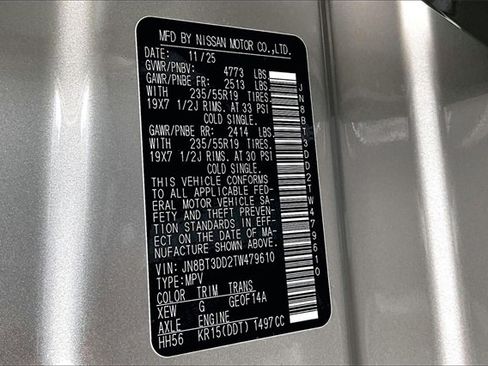 MFD BY NISSAN MOTOR CO.,LTD.
DATE: 11/25
GVWR/PNBV: 4773 LBS
GAWR/PNBE FR: 2513 LBS
WITH 235/55R19 TIRES.
19X7 1/2J RIMS. AT 33 PSI
COLD SINGLE.
GAWR/PNBE RR: 2414 LBS
WITH 235/55R19 TIRES.
19X7 1/2J RIMS. AT 30 PSI
COLD SINGLE.
THIS VEHICLE CONFORMS
TO ALL APPLICABLE FED-
ERAL MOTOR VEHICLE SA-
FETY AND THEFT PREVEN-
TION STANDARDS IN EFF-
ECT ON THE DATE OF MA-
NUFACTURE SHOWN ABOVE.
VIN: JN8BT3DD2TW479610
TYPE: MPV
COLOR TRIM TRANS
XEW G GE0F14A
AXLE ENGINE
HH56 KR15(DDT) 1497CC
JN8BT3DD2TW479610